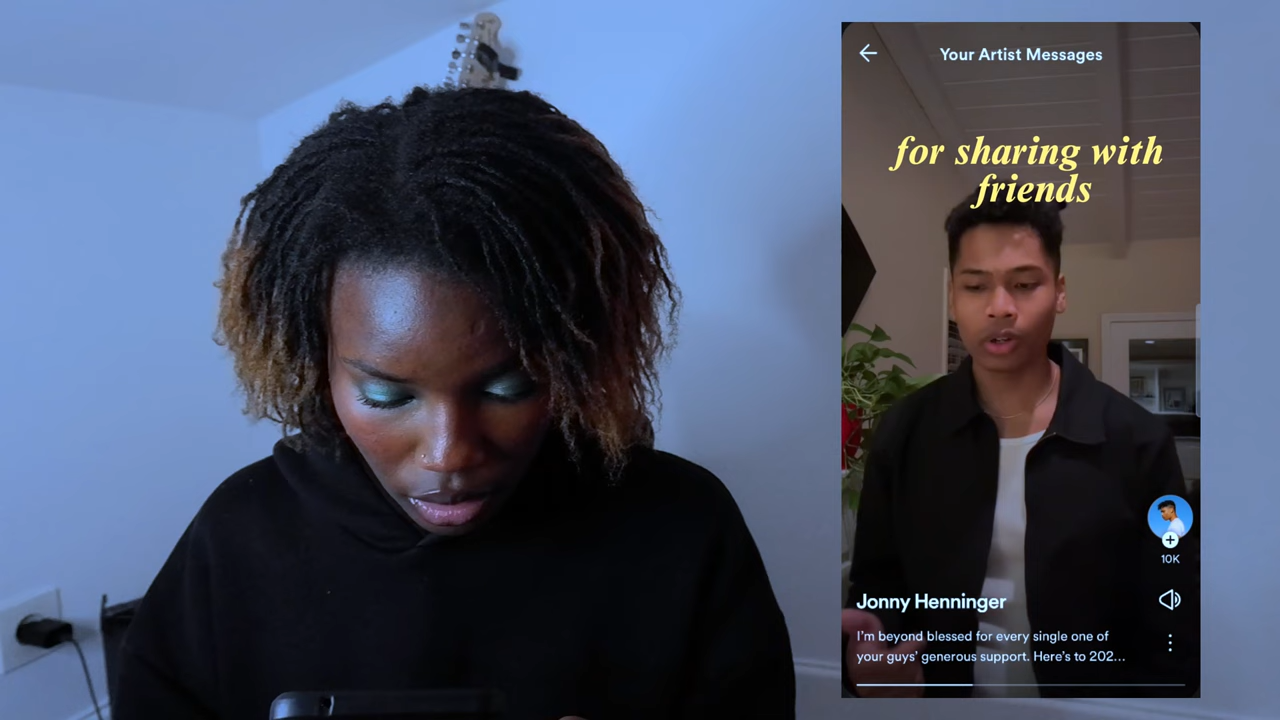 Your Artist Messages
for sharing with
friends
10K
Jonny Henninger
I'm beyond blessed for every single one of
your guys' generous support. Here's to 202...